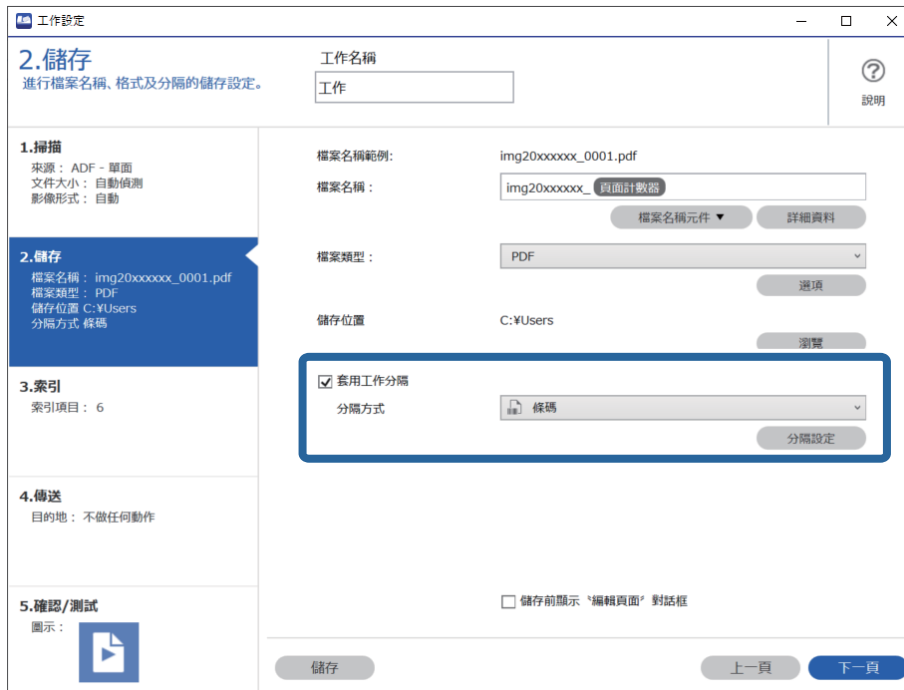 工作設定
2.儲存
進行檔案名稱、格式及分隔的儲存設定。
工作名稱
工作
說明
1.掃描
來源： ADF - 單面
文件大小： 自動偵測
影像形式： 自動
2.儲存
檔案名稱： img20xxxxxx_0001.pdf
檔案類型： PDF
儲存位置 C:¥Users
分隔方式 條碼
3.索引
索引項目： 6
4.傳送
目的地： 不做任何動作
5.確認/測試
圖示：
檔案名稱範例: img20xxxxxx_0001.pdf
檔案名稱： img20xxxxxx_ 頁面計數器
檔案名稱元件 ▼ 詳細資料
檔案類型： PDF
選項
儲存位置 C:¥Users
瀏覽
套用工作分隔
分隔方式 條碼
分隔設定
儲存前顯示〝編輯頁面〞對話框
儲存 上一頁 下一頁